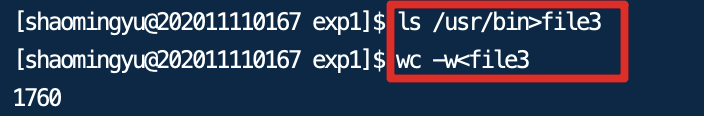 [shaomingyu@202011110167 exp1]$ ls /usr/bin>file3
[shaomingyu@202011110167 exp1]$ wc -w<file3
1760